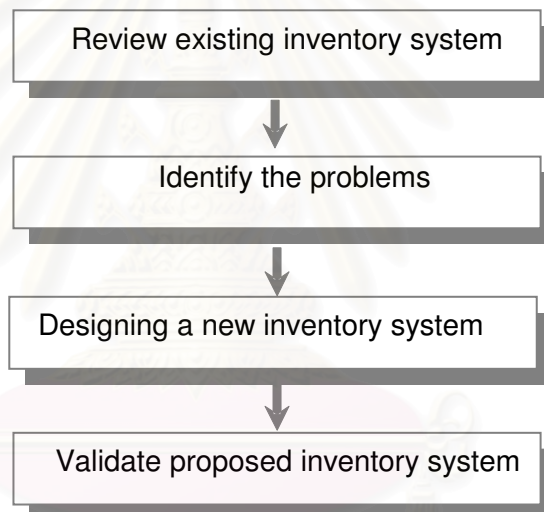 Review existing inventory system
Identify the problems
Designing a new inventory system
Validate proposed inventory system